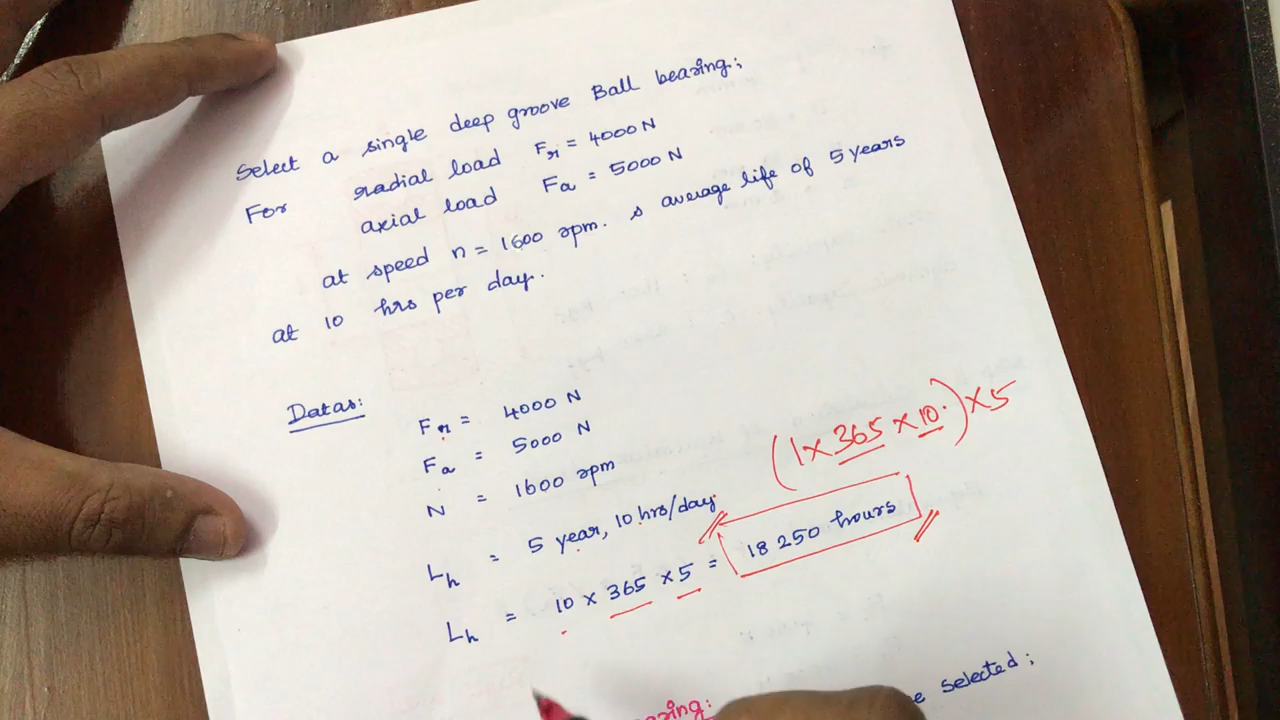 Select a single deep groove Ball bearing;
For radial load Fr = 4000 N
axial load Fa = 5000 N
at speed n = 1600 rpm. & average life of 5 years
at 10 hrs per day.
Datas:
Fr = 4000 N
Fa = 5000 N
N = 1600 rpm
(1 x 365 x 10.) x 5
Lh = 5 year, 10 hrs/day
Lh = 10 x 365 x 5 = 18 250 hours
selected;